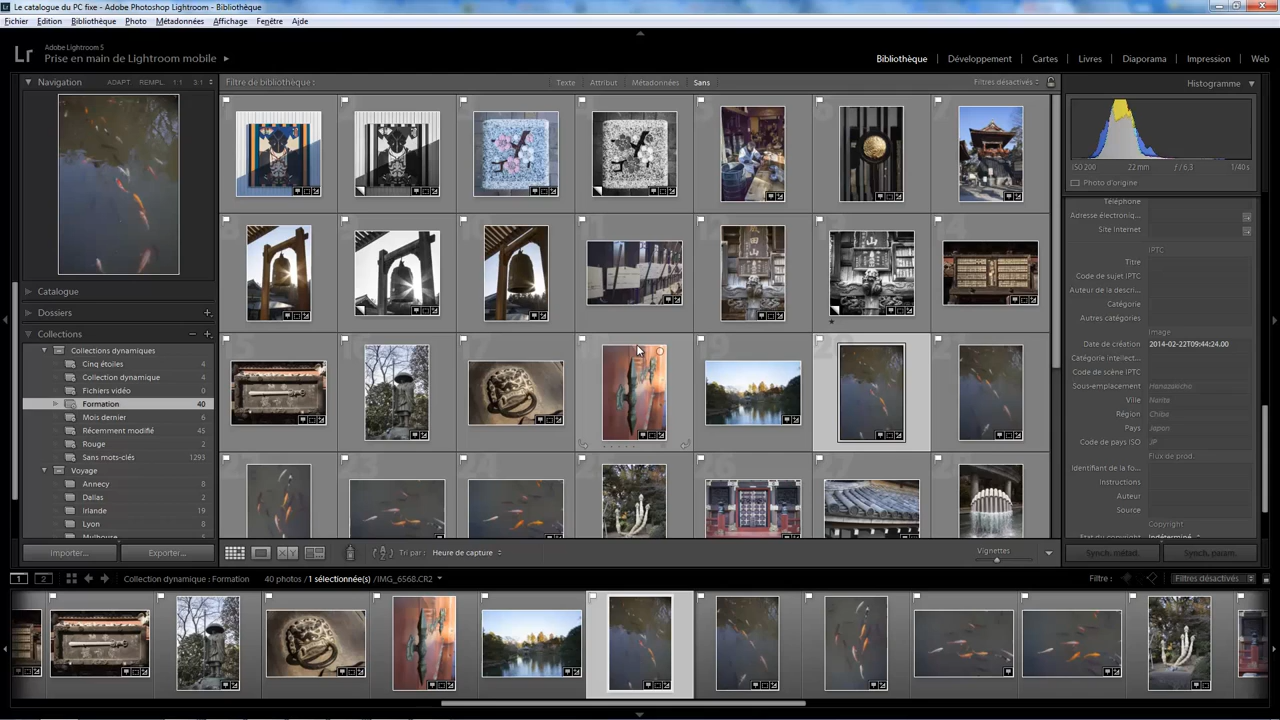 Le catalogue du PC fixe - Adobe Photoshop Lightroom - Bibliothèque
Fichier Edition Bibliothèque Photo Métadonnées Affichage Fenêtre Aide
Lr
Adobe Lightroom 5
Prise en main de Lightroom mobile
Bibliothèque Développement Cartes Livres Diaporama Impression Web
Navigation ADAPT REMPL. 1:1 3:1
Filtre de bibliothèque : Texte Attribut Métadonnées Sans Filtres désactivés
Histogramme
ISO 200 22 mm f / 6,3 1/40 s
Photo d'origine
Catalogue
Dossiers
Collections
Collections dynamiques
Cinq étoiles 4
Collection dynamique 4
Fichiers vidéo 0
Formation 40
Mois dernier 6
Récemment modifié 45
Rouge 2
Sans mots-clés 1293
Voyage
Annecy 8
Dallas 2
Irlande
Lyon
Mulhouse
Importer... Exporter...
Téléphone
Adresse électroniq...
Site Internet
IPTC
Titre
Code de sujet IPTC
Auteur de la descri...
Catégorie
Autres catégories
Image
Date de création 2014-02-22T09:44:24.00
Catégorie intellect...
Code de scène IPTC
Sous-emplacement
Ville Narita
Région Chiba
Pays Japon
Code de pays ISO JP
Flux de prod.
Identifiant de la fo...
Instructions
Auteur
Source
Copyright
Tri par : Heure de capture
Vignettes
Synch. métad. Synch. param.
1 2 Collection dynamique : Formation 40 photos / 1 sélectionnée(s) / IMG_6568.CR2 Filtre : Filtres désactivés